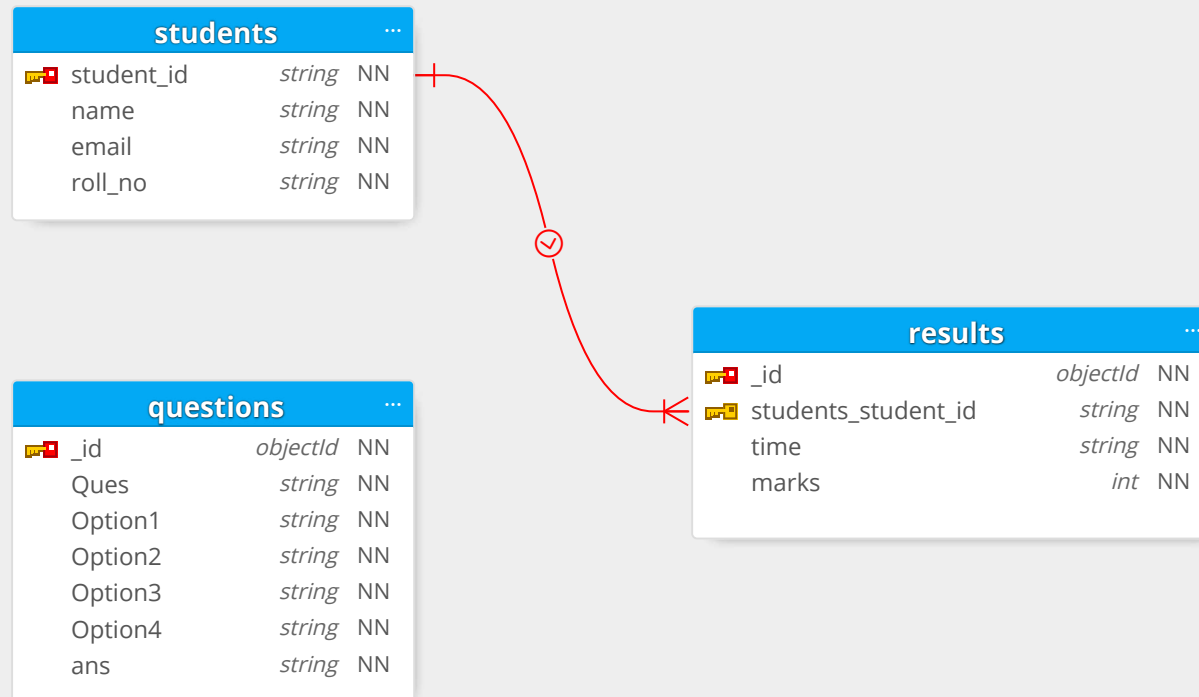 students ...
student_id string NN
name string NN
email string NN
roll_no string NN
results ...
_id objectId NN
students_student_id string NN
time string NN
marks int NN
questions ...
_id objectId NN
Ques string NN
Option1 string NN
Option2 string NN
Option3 string NN
Option4 string NN
ans string NN